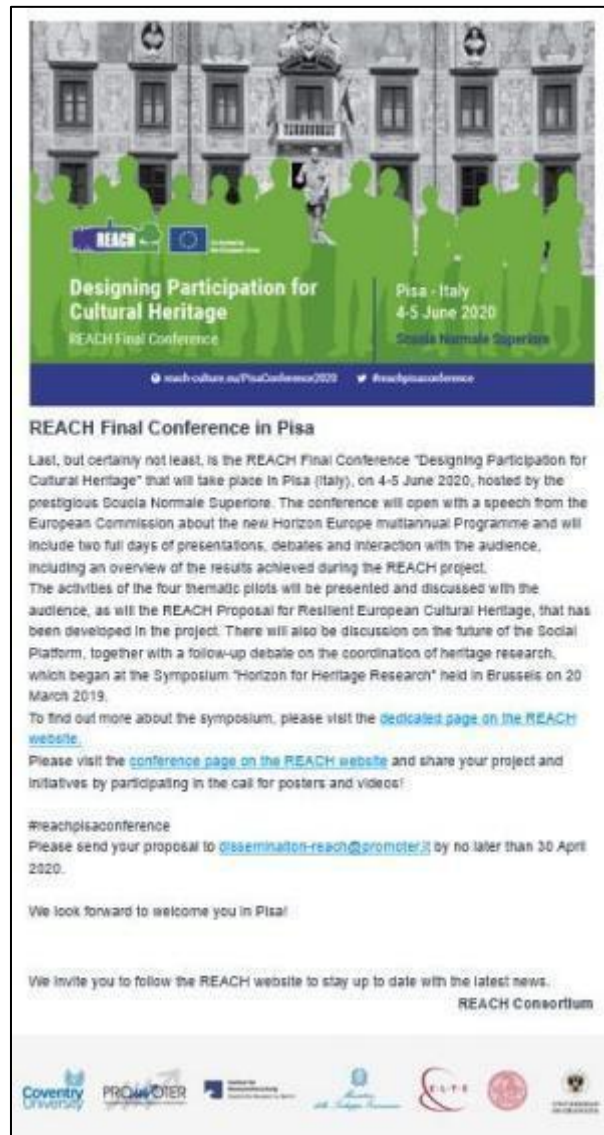 REACH
Designing Participation for
Cultural Heritage
REACH Final Conference
Pisa - Italy
4-5 June 2020
Scuola Normale Superiore
reach-culture.eu/PisaConference2020
#reachpisaconference
REACH Final Conference in Pisa
Last, but certainly not least, is the REACH Final Conference "Designing Participation for
Cultural Heritage" that will take place in Pisa (Italy), on 4-5 June 2020, hosted by the
prestigious Scuola Normale Superiore. The conference will open with a speech from the
European Commission about the new Horizon Europe multiannual Programme and will
include two full days of presentations, debates and interaction with the audience,
including an overview of the results achieved during the REACH project.
The activities of the four thematic pilots will be presented and discussed with the
audience, as will the REACH Proposal for Resilient European Cultural Heritage, that has
been developed in the project. There will also be discussion on the future of the Social
Platform, together with a follow-up debate on the coordination of heritage research,
which began at the Symposium "Horizon for Heritage Research" held in Brussels on 20
March 2019.
To find out more about the symposium, please visit the dedicated page on the REACH
website.
Please visit the conference page on the REACH website and share your project and
initiatives by participating in the call for posters and videos!
#reachpisaconference
Please send your proposal to dissemination-reach@promoter.it by no later than 30 April
2020.
We look forward to welcome you in Pisa!
We invite you to follow the REACH website to stay up to date with the latest news.
REACH Consortium
Coventry
University
PROMOTER
ELTE